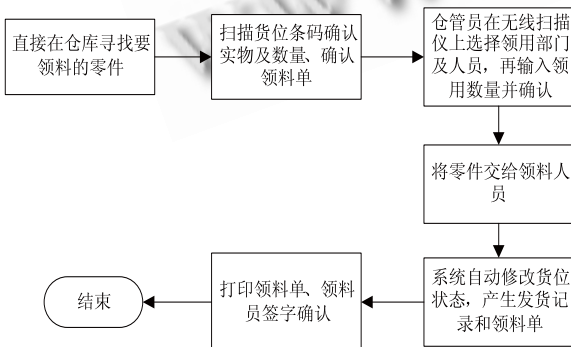 直接在仓库寻找要
领料的零件
扫描货位条码确认
实物及数量、确认
领料单
仓管员在无线扫描
仪上选择领用部门
及人员，再输入领
用数量并确认
将零件交给领料人
员
系统自动修改货位
状态，产生发货记
录和领料单
打印领料单、领料
员签字确认
结束